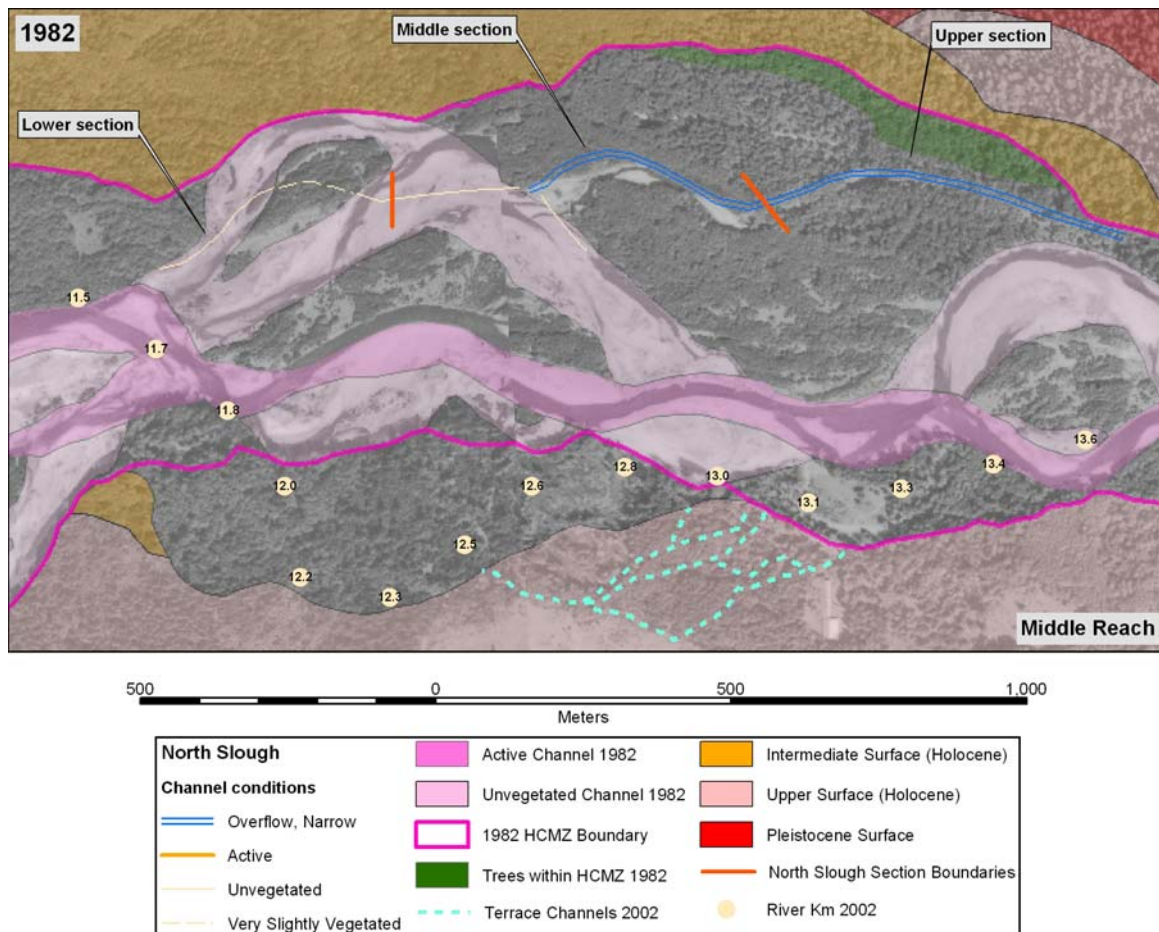 1982
Middle section
Upper section
Lower section
11.5
11.7
11.8
12.0
12.2
12.3
12.5
12.6
12.8
13.0
13.1
13.3
13.4
13.6
Middle Reach
500
0
500
1,000
Meters
North Slough
Channel conditions
Overflow, Narrow
Active
Unvegetated
Very Slightly Vegetated
Active Channel 1982
Unvegetated Channel 1982
1982 HCMZ Boundary
Trees within HCMZ 1982
Terrace Channels 2002
Intermediate Surface (Holocene)
Upper Surface (Holocene)
Pleistocene Surface
North Slough Section Boundaries
River Km 2002